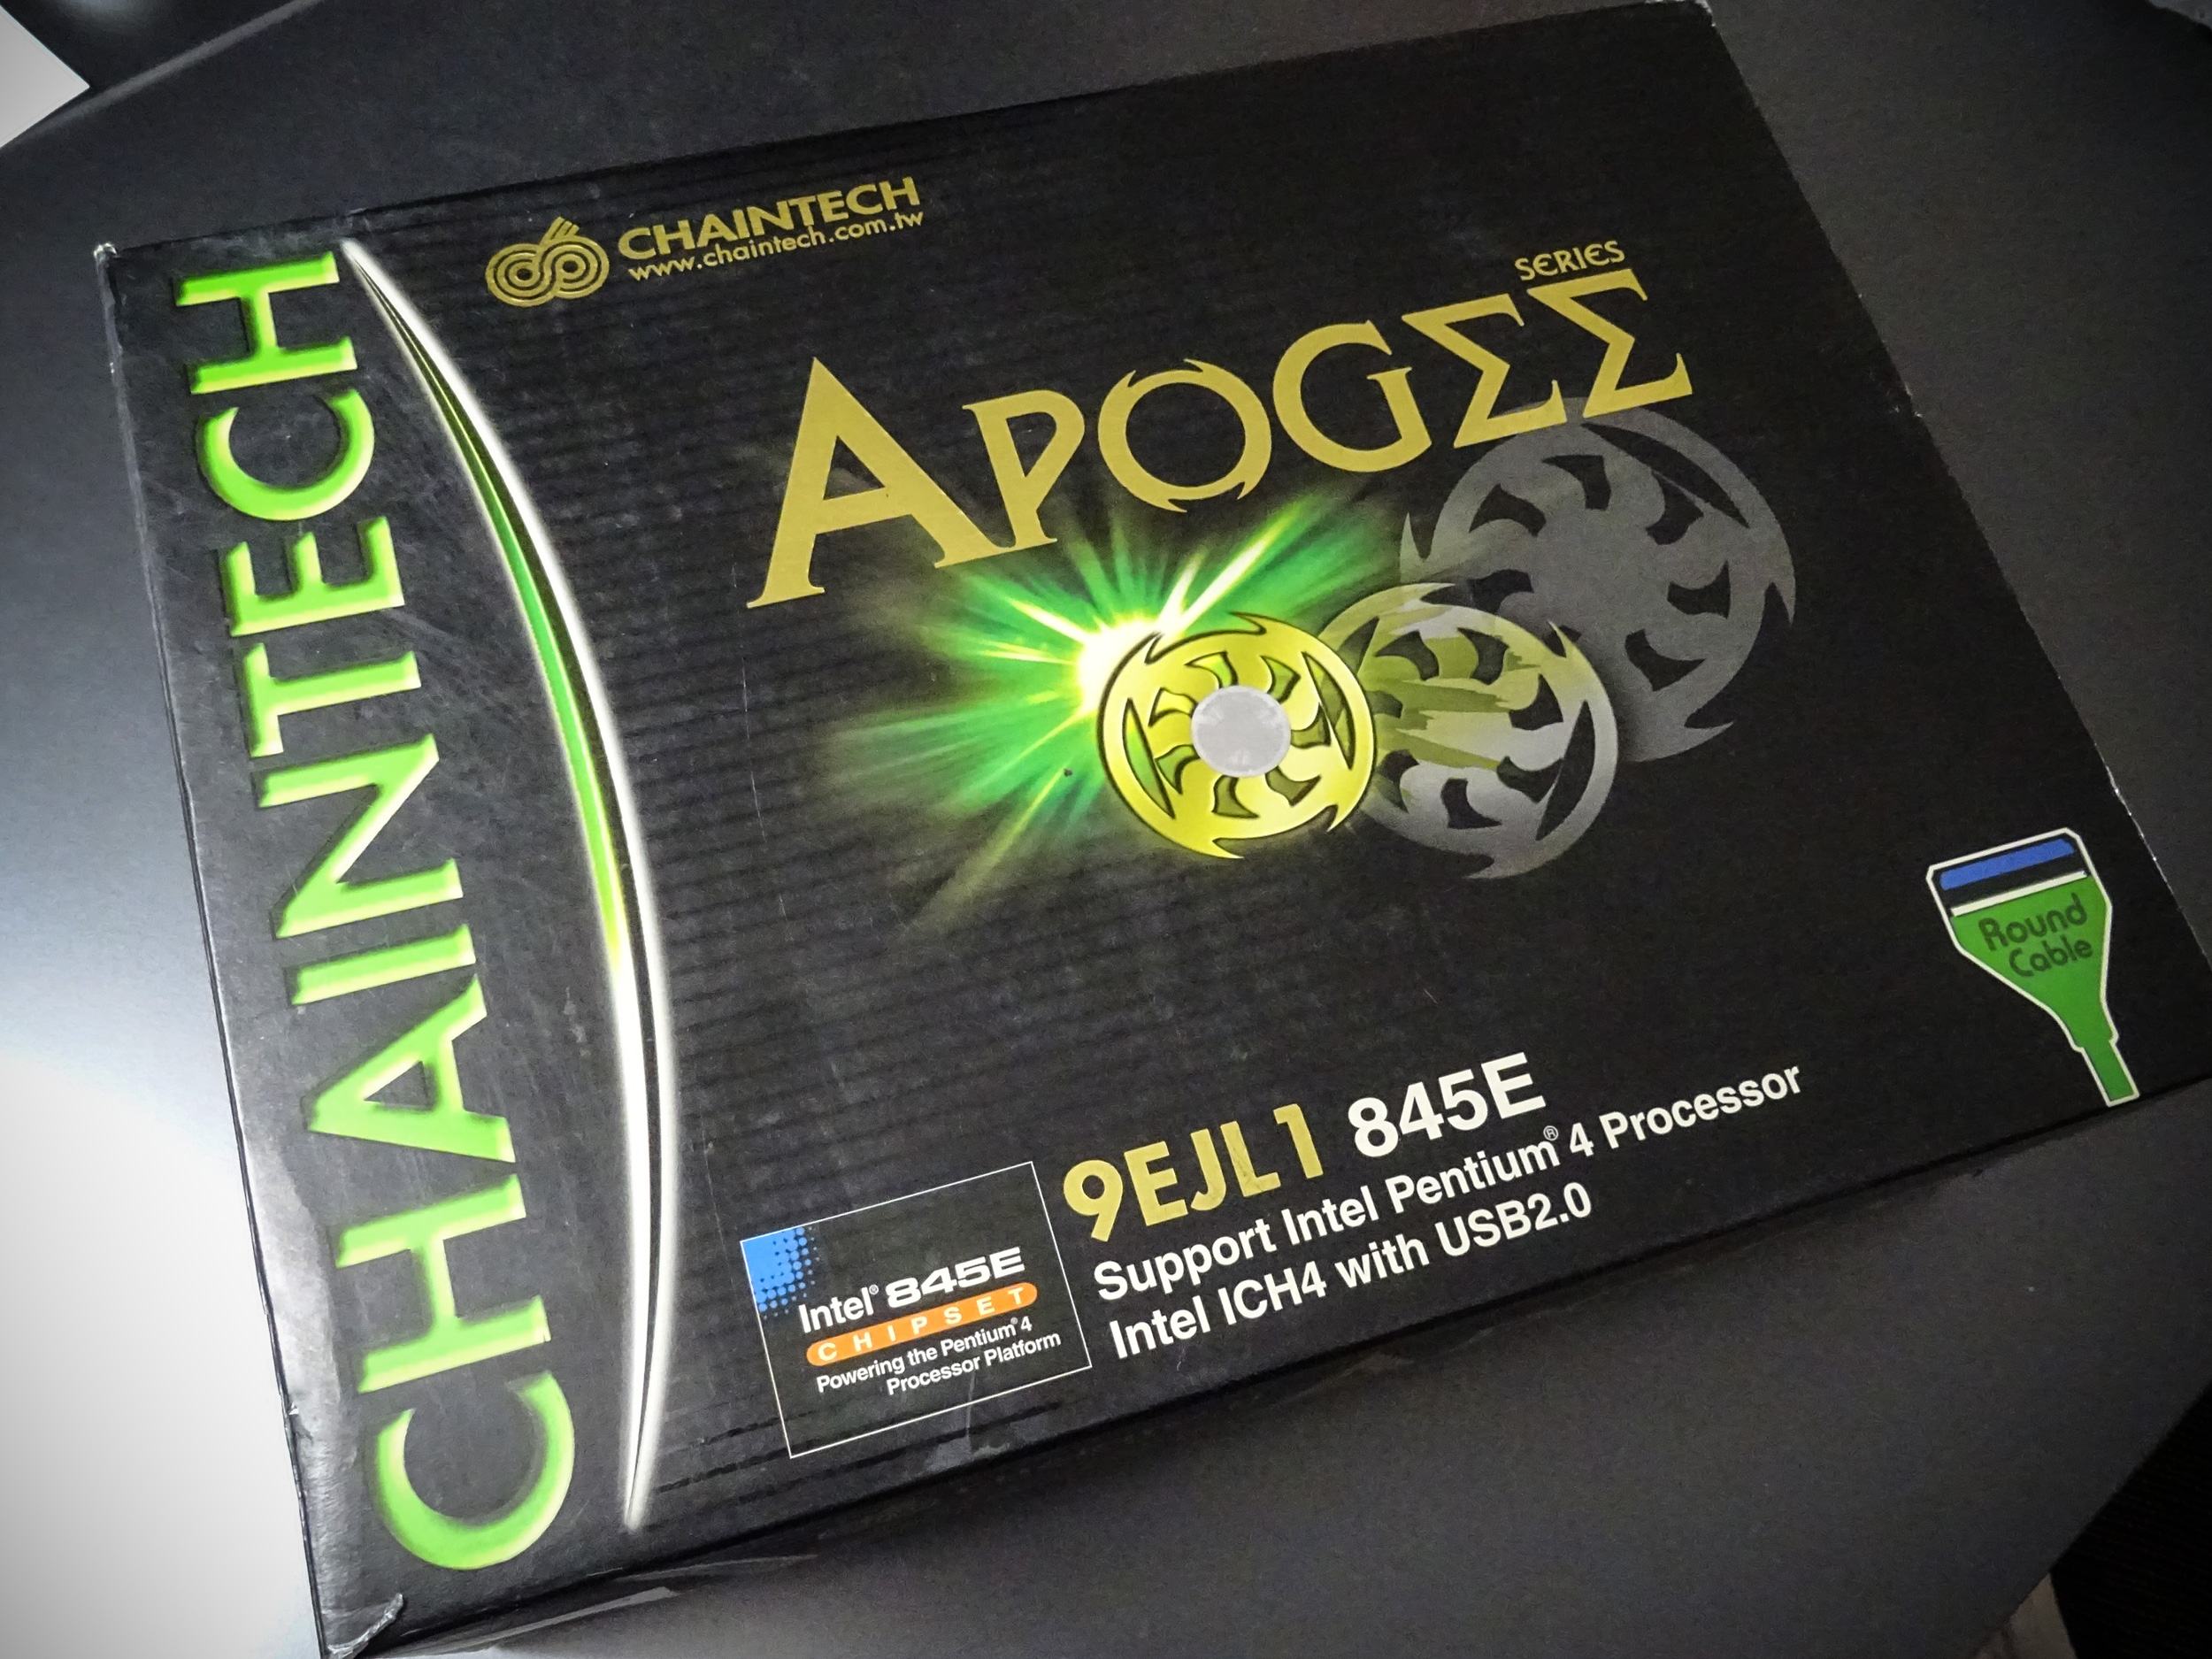 CHAINTECH
CHAINTECH
www.chaintech.com.tw
SERIES
APOGΣΣ
Round
Cable
9EJL1 845E
Support Intel Pentium® 4 Processor
Intel ICH4 with USB2.0
Intel® 845E
CHIPSET
Powering the Pentium® 4
Processor Platform